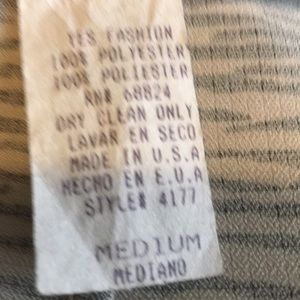 YES FASHION
100% POLYESTER
100% POLIESTER
RN# 68824
DRY CLEAN ONLY
LAVAR EN SECO
MADE IN U.S.A
HECHO EN E.U.A
STYLE# 4177
MEDIUM
MEDIANO